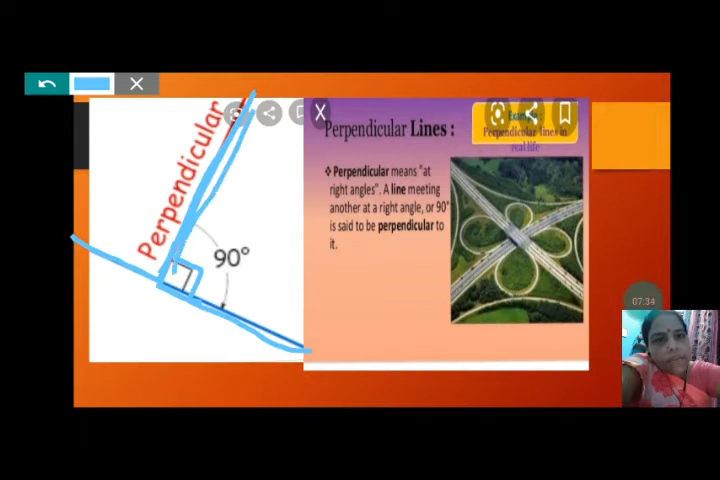 Perpendicular
90°
Perpendicular Lines :
Example :
Perpendicular lines in
real life
❖ Perpendicular means "at
right angles". A line meeting
another at a right angle, or 90°
is said to be perpendicular to
it.
07:34